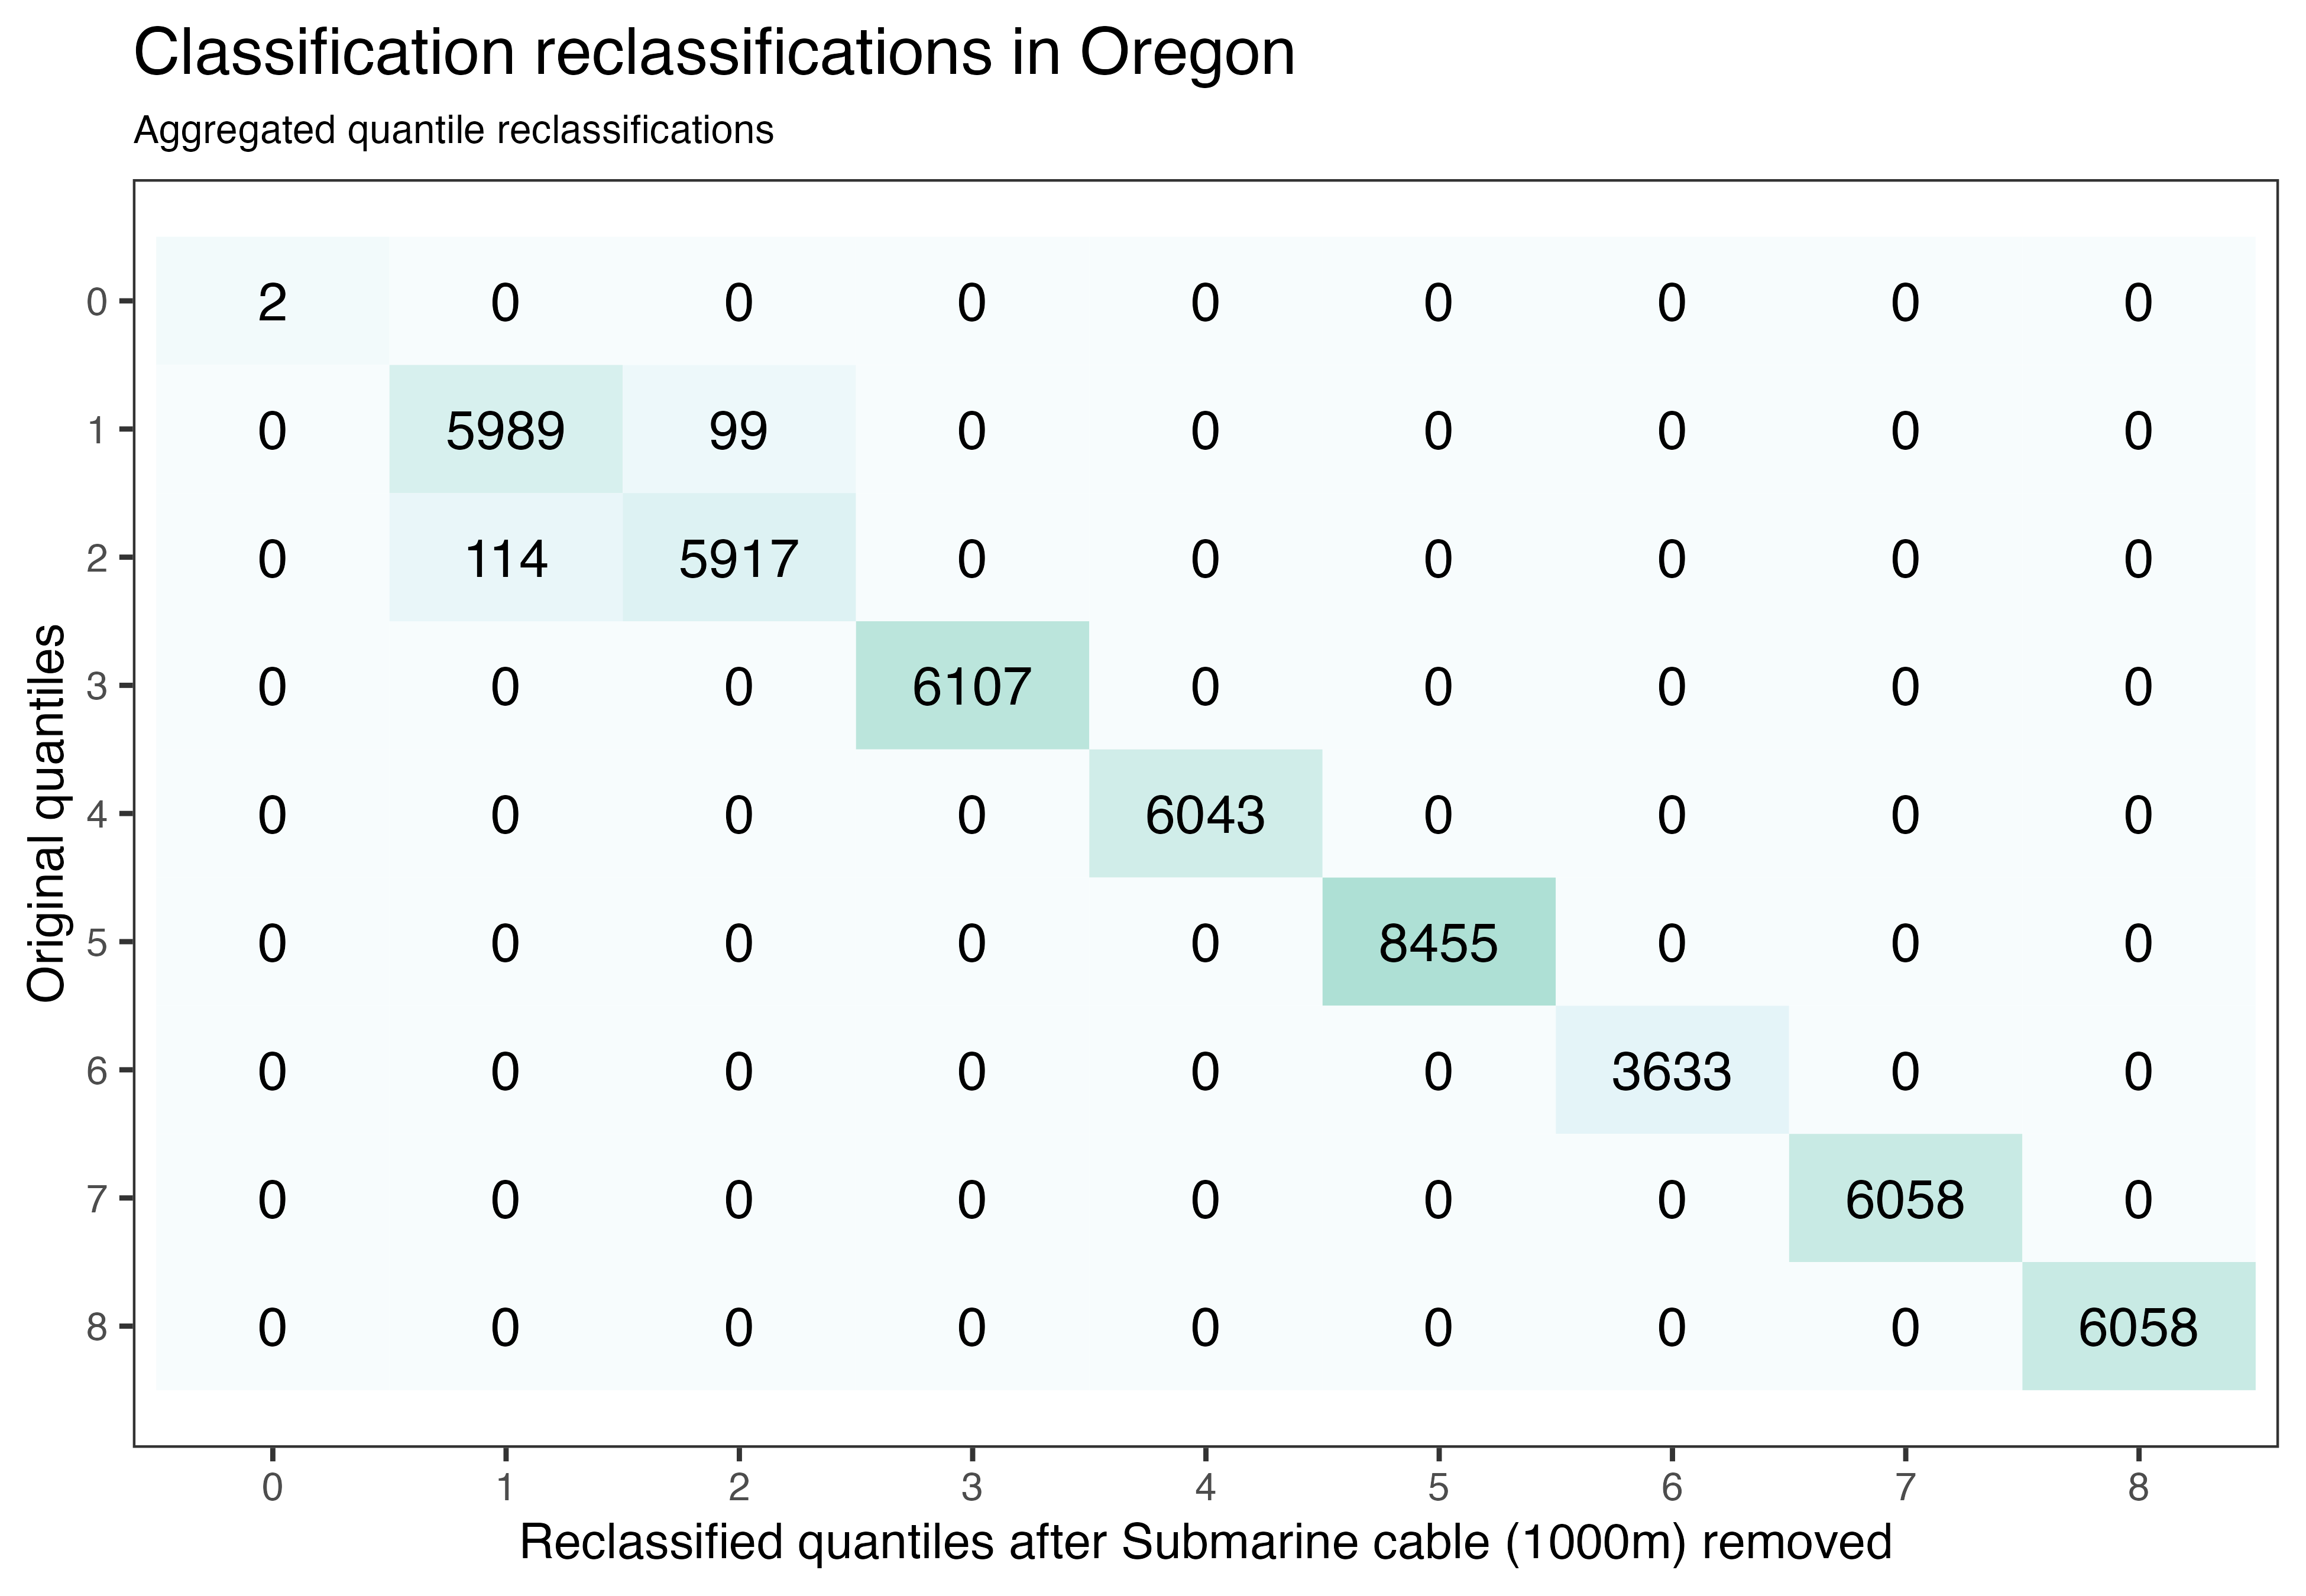 Classification reclassifications in Oregon
Aggregated quantile reclassifications
Original quantiles
0 2 0 0 0 0 0 0 0 0
1 0 5989 99 0 0 0 0 0 0
2 0 114 5917 0 0 0 0 0 0
3 0 0 0 6107 0 0 0 0 0
4 0 0 0 0 6043 0 0 0 0
5 0 0 0 0 0 8455 0 0 0
6 0 0 0 0 0 0 3633 0 0
7 0 0 0 0 0 0 0 6058 0
8 0 0 0 0 0 0 0 0 6058
0 1 2 3 4 5 6 7 8
Reclassified quantiles after Submarine cable (1000m) removed